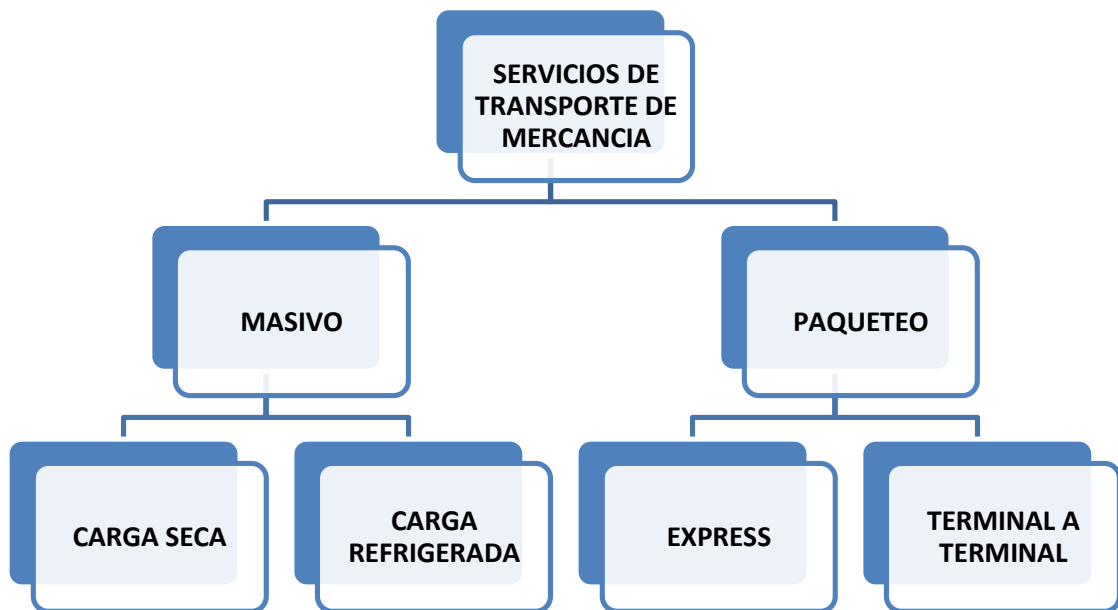 SERVICIOS DE
TRANSPORTE DE
MERCANCIA
MASIVO
PAQUETEO
CARGA SECA
CARGA
REFRIGERADA
EXPRESS
TERMINAL A
TERMINAL